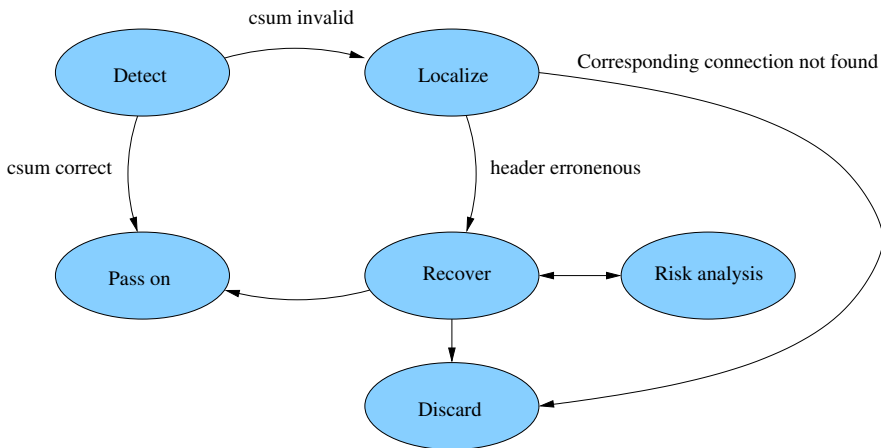 csum invalid
Detect
Localize
Corresponding connection not found
csum correct
header erronenous
Pass on
Recover
Risk analysis
Discard